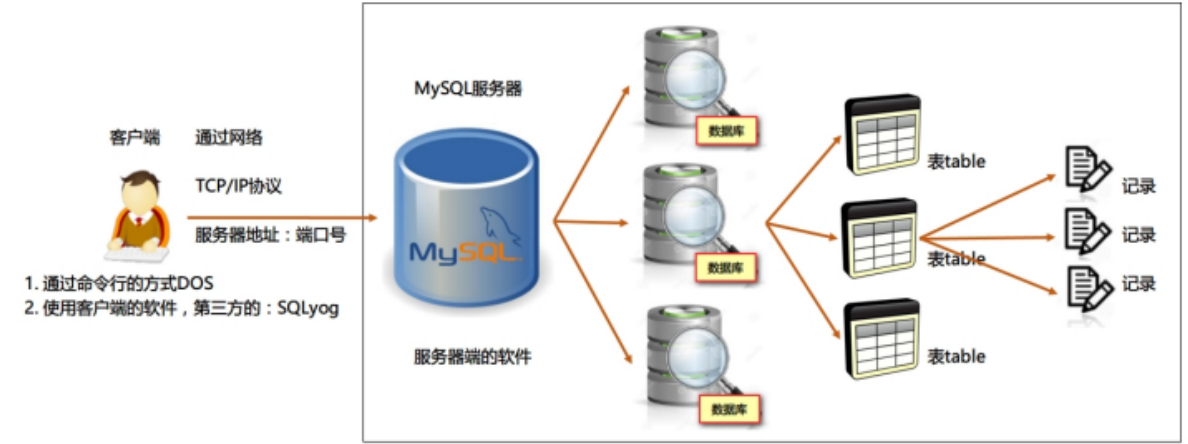 客户端
通过网络
TCP/IP协议
服务器地址：端口号
1. 通过命令行的方式DOS
2. 使用客户端的软件，第三方的：SQLyog
MySQL服务器
MySQL
服务器端的软件
数据库
数据库
数据库
表table
表table
表table
记录
记录
记录